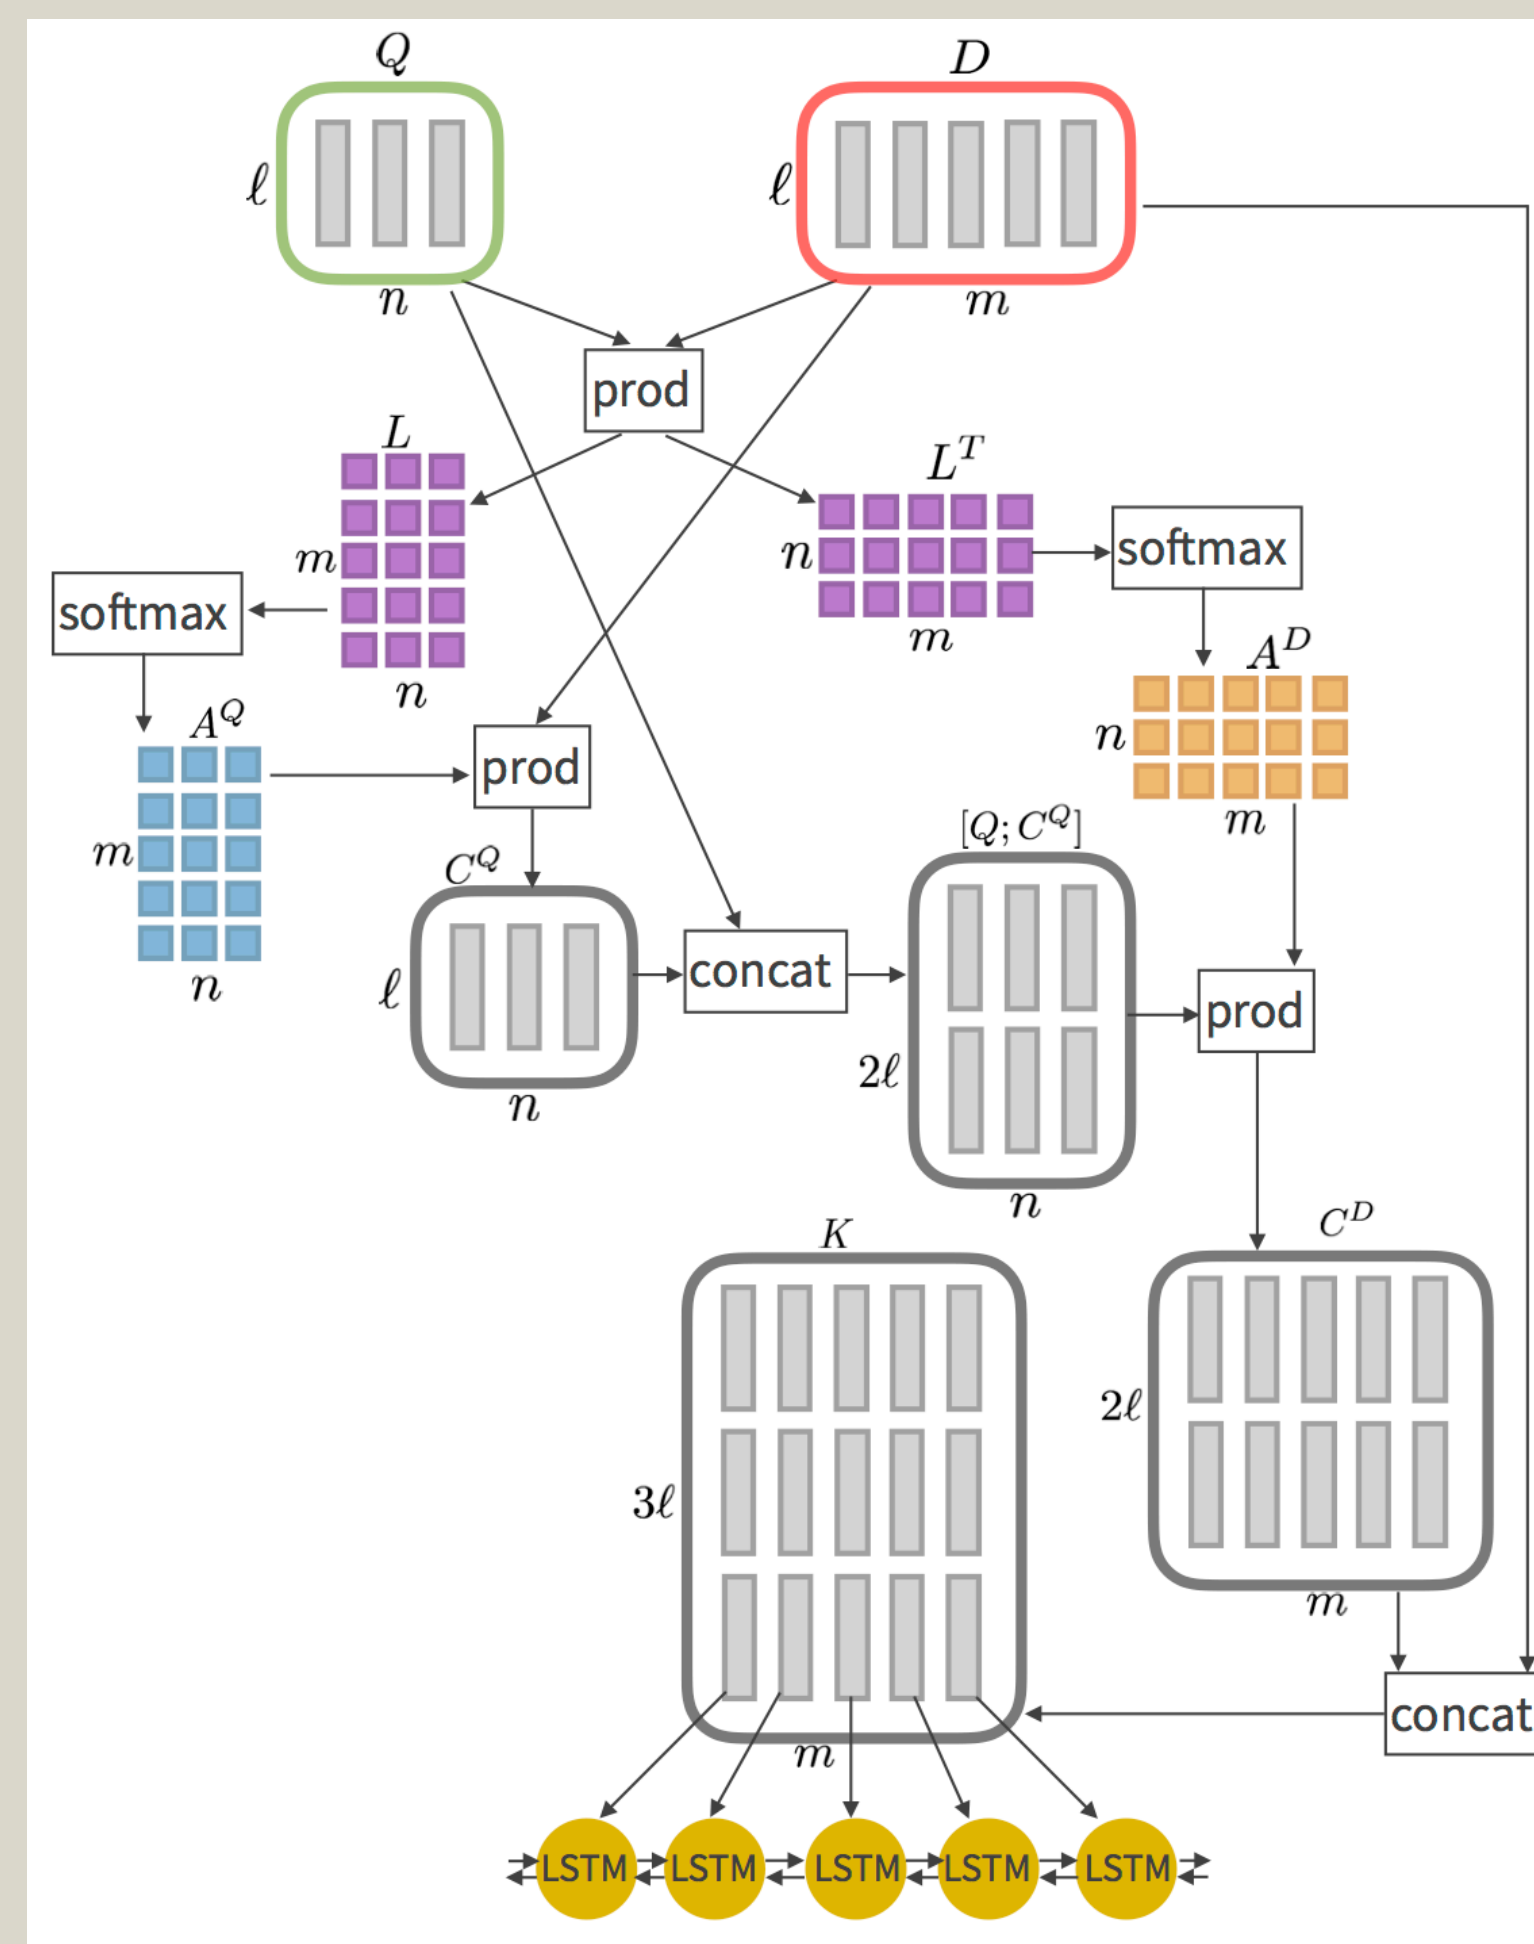 Q
D
ℓ
ℓ
n
m
prod
L
L^T
m
n
softmax
softmax
m
n
A^Q
A^D
prod
n
m
m
[Q; C^Q]
C^Q
n
ℓ
concat
prod
2ℓ
n
n
C^D
K
2ℓ
3ℓ
m
concat
m
LSTM LSTM LSTM LSTM LSTM